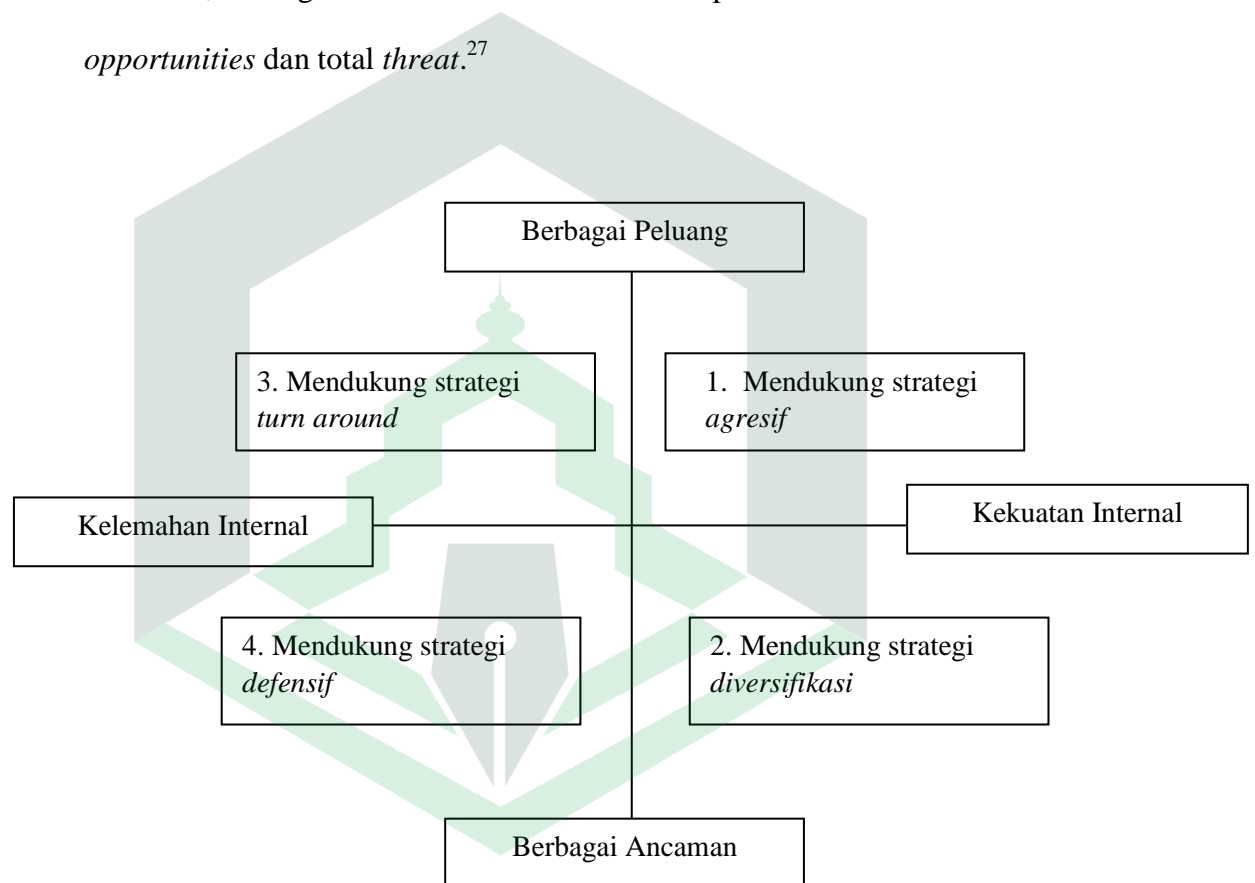 opportunities dan total threat.27
Berbagai Peluang
3. Mendukung strategi
turn around
1. Mendukung strategi
agresif
Kelemahan Internal
Kekuatan Internal
4. Mendukung strategi
defensif
2. Mendukung strategi
diversifikasi
Berbagai Ancaman